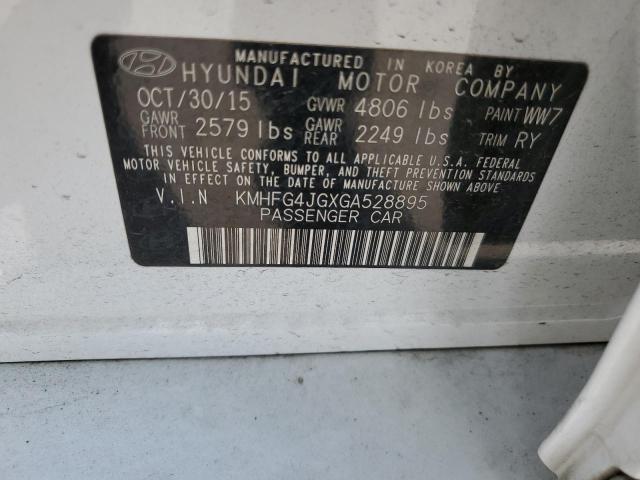 MANUFACTURED IN KOREA BY
HYUNDAI MOTOR COMPANY
OCT/30/15 GVWR 4806 lbs PAINT WW7
GAWR FRONT 2579 lbs GAWR REAR 2249 lbs TRIM RY
THIS VEHICLE CONFORMS TO ALL APPLICABLE U.S.A. FEDERAL
MOTOR VEHICLE SAFETY, BUMPER, AND THEFT PREVENTION STANDARDS
IN EFFECT ON THE DATE OF MANUFACTURE SHOWN ABOVE.
V.I.N KMHFG4JGXGA528895
PASSENGER CAR